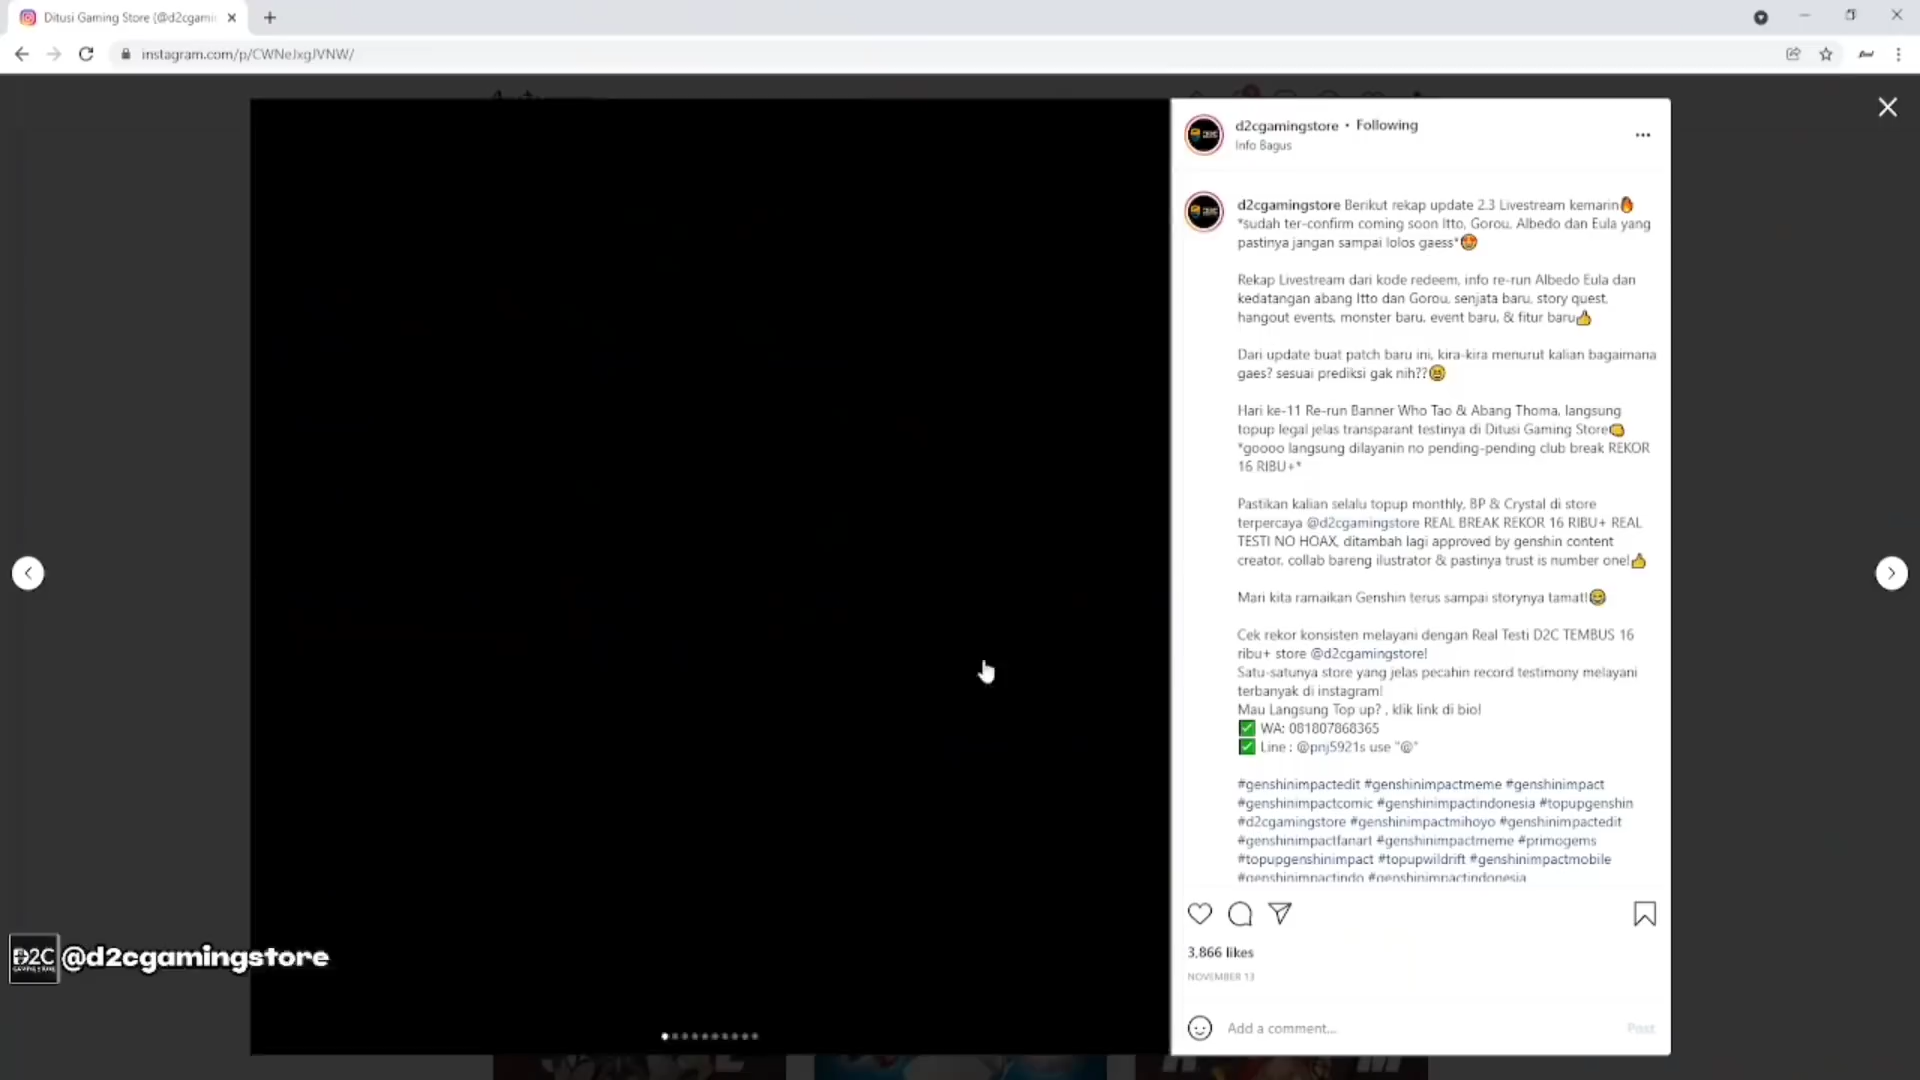 Ditusi Gaming Store (@d2cgami
instagram.com/p/CWNeJxgJVNW/
d2cgamingstore • Following
Info Bagus
d2cgamingstore Berikut rekap update 2.3 Livestream kemarin🔥
*sudah ter-confirm coming soon Itto, Gorou, Albedo dan Eula yang
pastinya jangan sampai lolos gaess*🤩
Rekap Livestream dari kode redeem, info re-run Albedo Eula dan
kedatangan abang Itto dan Gorou, senjata baru, story quest,
hangout events, monster baru, event baru, & fitur baru👍
Dari update buat patch baru ini, kira-kira menurut kalian bagaimana
gaes? sesuai prediksi gak nih??😆
Hari ke-11 Re-run Banner Who Tao & Abang Thoma, langsung
topup legal jelas transparant testinya di Ditusi Gaming Store👊
*goooo langsung dilayanin no pending-pending club break REKOR
16 RIBU+*
Pastikan kalian selalu topup monthly, BP & Crystal di store
terpercaya @d2cgamingstore REAL BREAK REKOR 16 RIBU+ REAL
TESTI NO HOAX, ditambah lagi approved by genshin content
creator, collab bareng ilustrator & pastinya trust is number one!👍
Mari kita ramaikan Genshin terus sampai storynya tamat!😆
Cek rekor konsisten melayani dengan Real Testi D2C TEMBUS 16
ribu+ store @d2cgamingstore!
Satu-satunya store yang jelas pecahin record testimony melayani
terbanyak di instagram!
Mau Langsung Top up? , klik link di bio!
✅ WA: 081807868365
✅ Line : @pnj5921s use "@"
#genshinimpactedit #genshinimpactmeme #genshinimpact
#genshinimpactcomic #genshinimpactindonesia #topupgenshin
#d2cgamingstore #genshinimpactmihoyo #genshinimpactedit
#genshinimpactfanart #genshinimpactmeme #primogems
#topupgenshinimpact #topupwildrift #genshinimpactmobile
#genshinimpactindo #genshinimpactindonesia
3,866 likes
NOVEMBER 13
Add a comment...
Post
D2C @d2cgamingstore